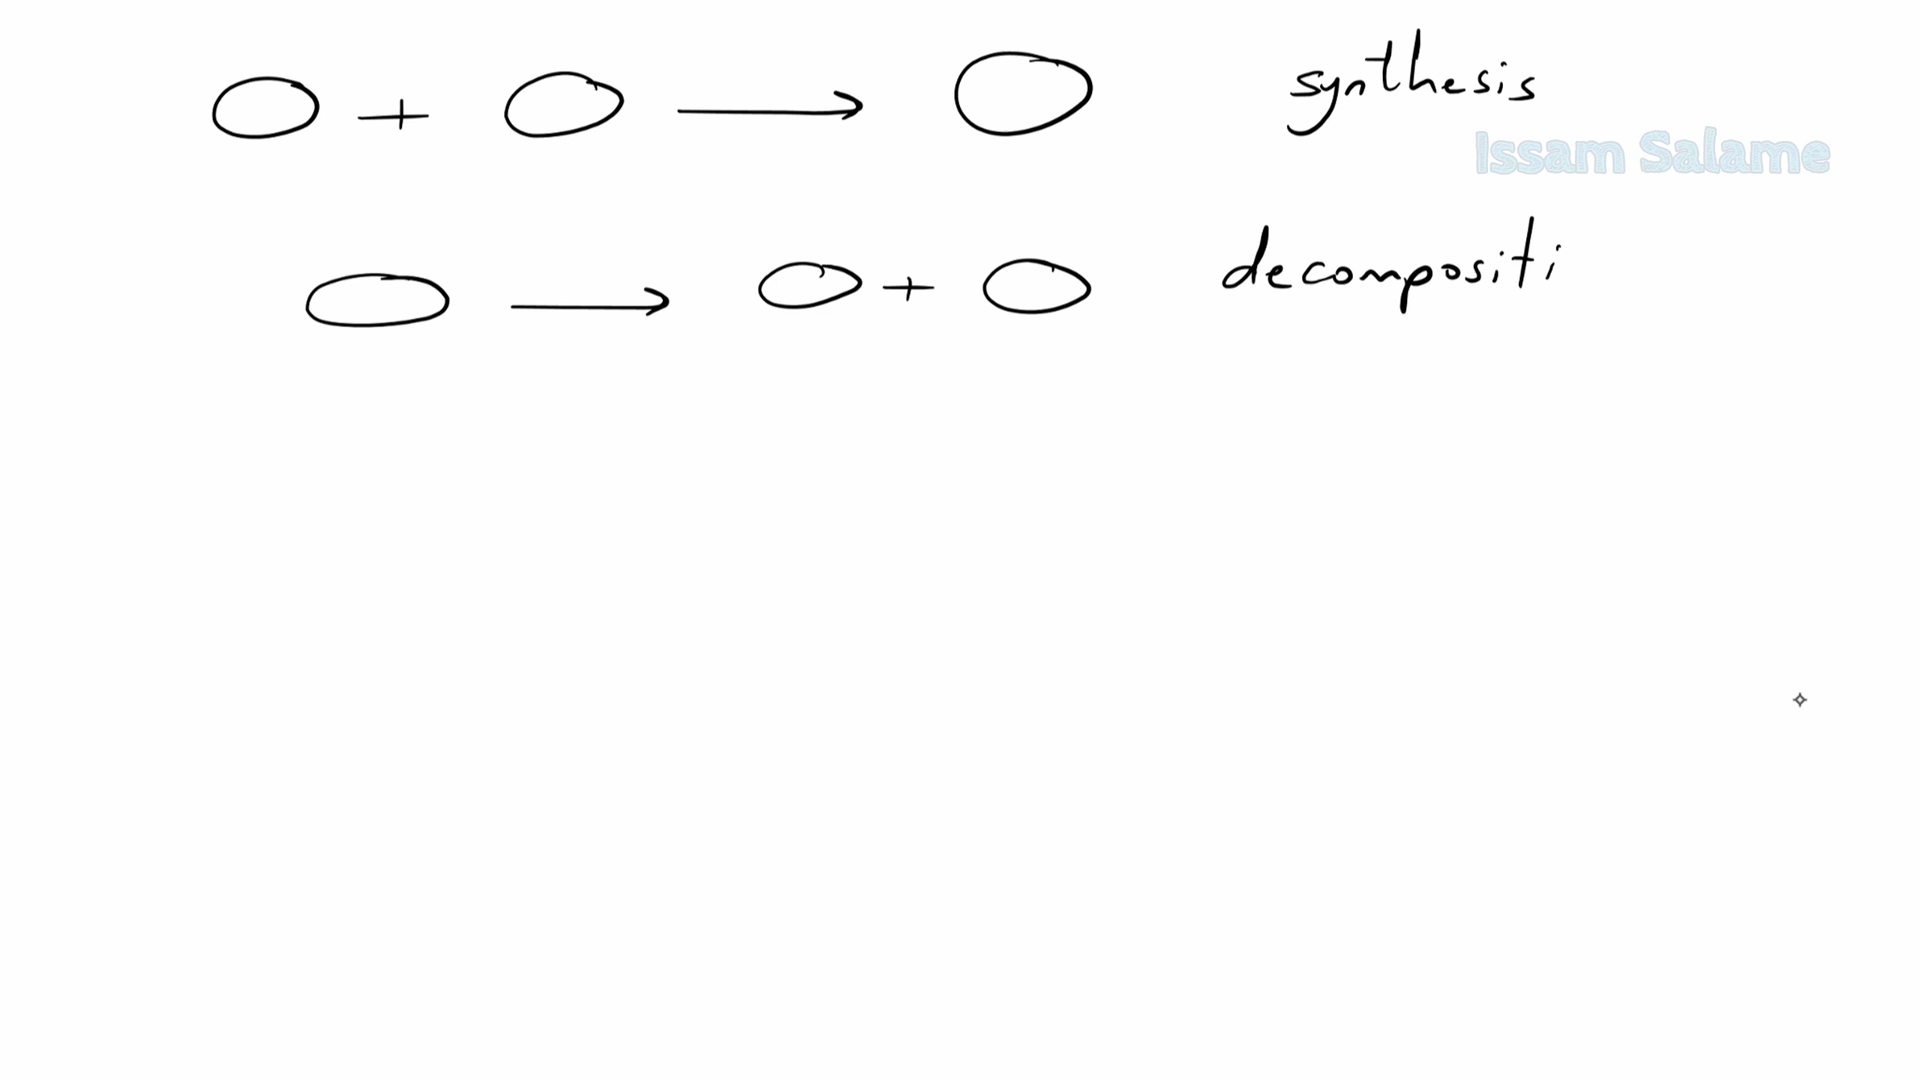 + → synthesis
Issam Salame
→ + decompositi